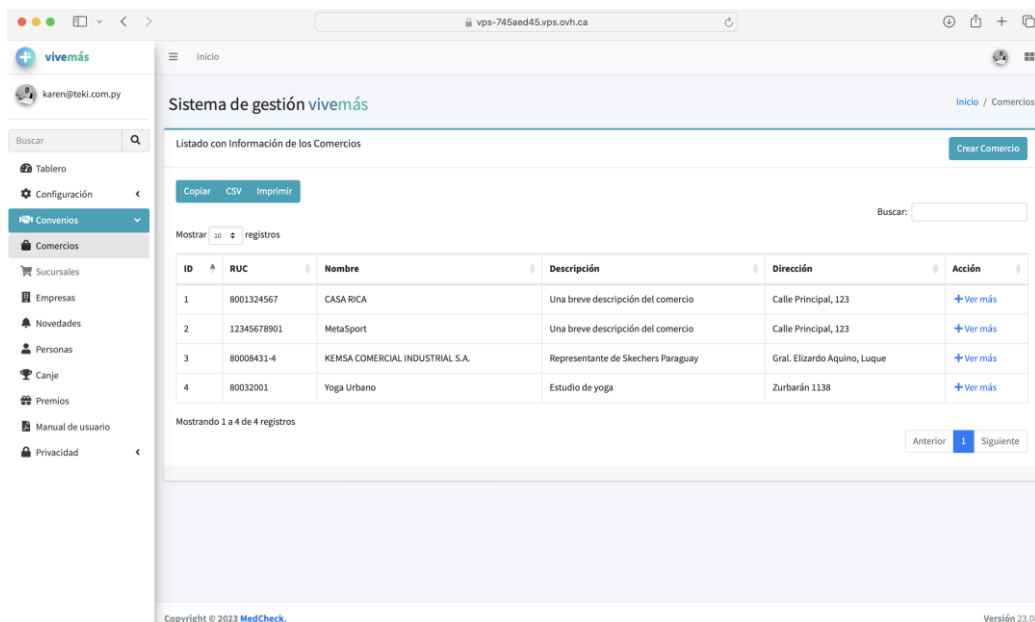 vps-745aed45.vps.ovh.ca
vivemás
karen@teki.com.py
Buscar
Tablero
Configuración
Convenios
Comercios
Sucursales
Empresas
Novedades
Personas
Canje
Premios
Manual de usuario
Privacidad
Inicio
Sistema de gestión vivemás
Inicio / Comercios
Listado con Información de los Comercios
Crear Comercio
Copiar CSV Imprimir
Buscar:
Mostrar 10 registros
ID RUC Nombre Descripción Dirección Acción
1 8001324567 CASA RICA Una breve descripción del comercio Calle Principal, 123 Ver más
2 12345678901 MetaSport Una breve descripción del comercio Calle Principal, 123 Ver más
3 80008431-4 KEMSA COMERCIAL INDUSTRIAL S.A. Representante de Skechers Paraguay Gral. Elizardo Aquino, Luque Ver más
4 80032001 Yoga Urbano Estudio de yoga Zurbarán 1138 Ver más
Mostrando 1 a 4 de 4 registros
Anterior 1 Siguiente
Copyright © 2023 MedCheck. Versión 23.0